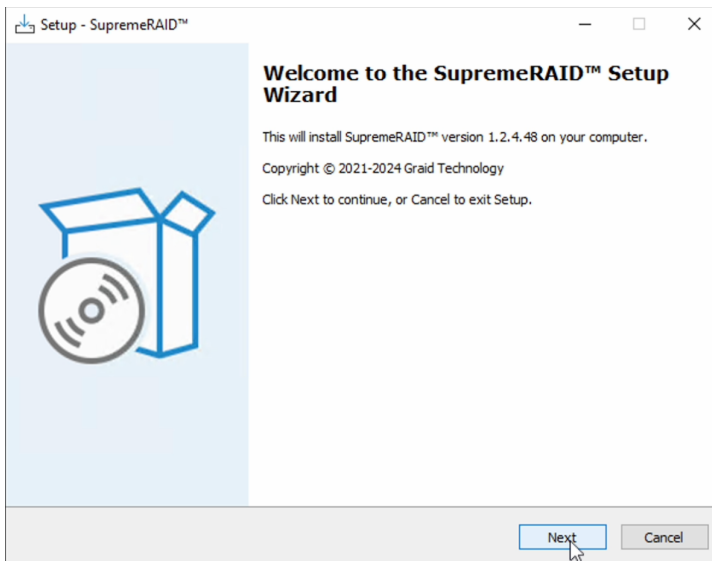 Setup - SupremeRAID™
Welcome to the SupremeRAID™ Setup
Wizard
This will install SupremeRAID™ version 1.2.4.48 on your computer.
Copyright © 2021-2024 Graid Technology
Click Next to continue, or Cancel to exit Setup.
Next
Cancel